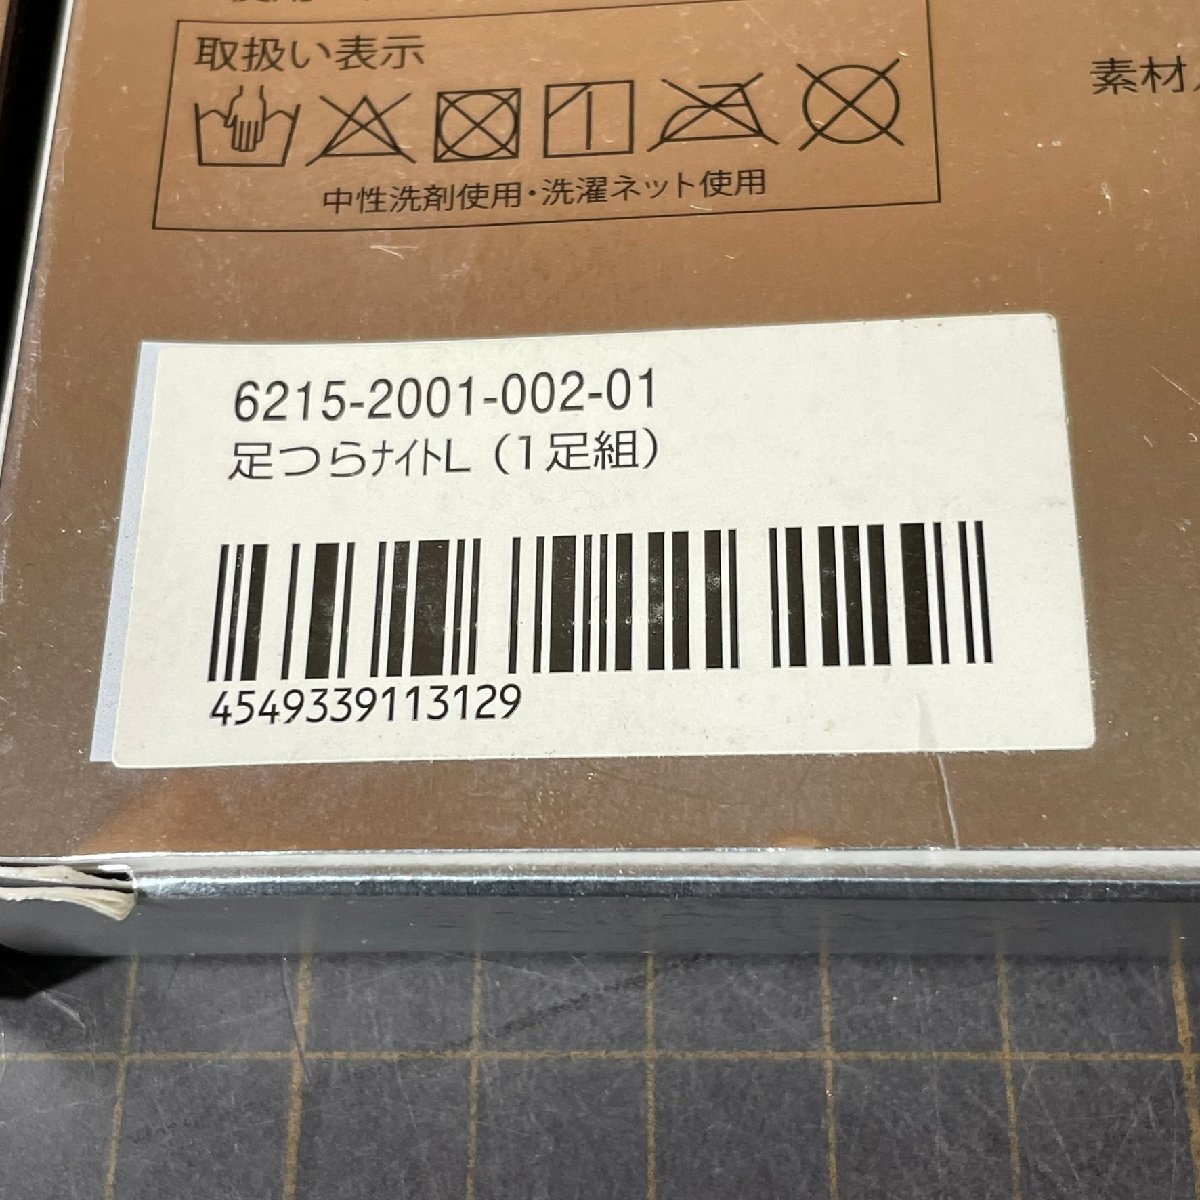 取扱い表示
中性洗剤使用・洗濯ネット使用
素材
6215-2001-002-01
足つらﾅｲﾄL（1足組）
4549339113129